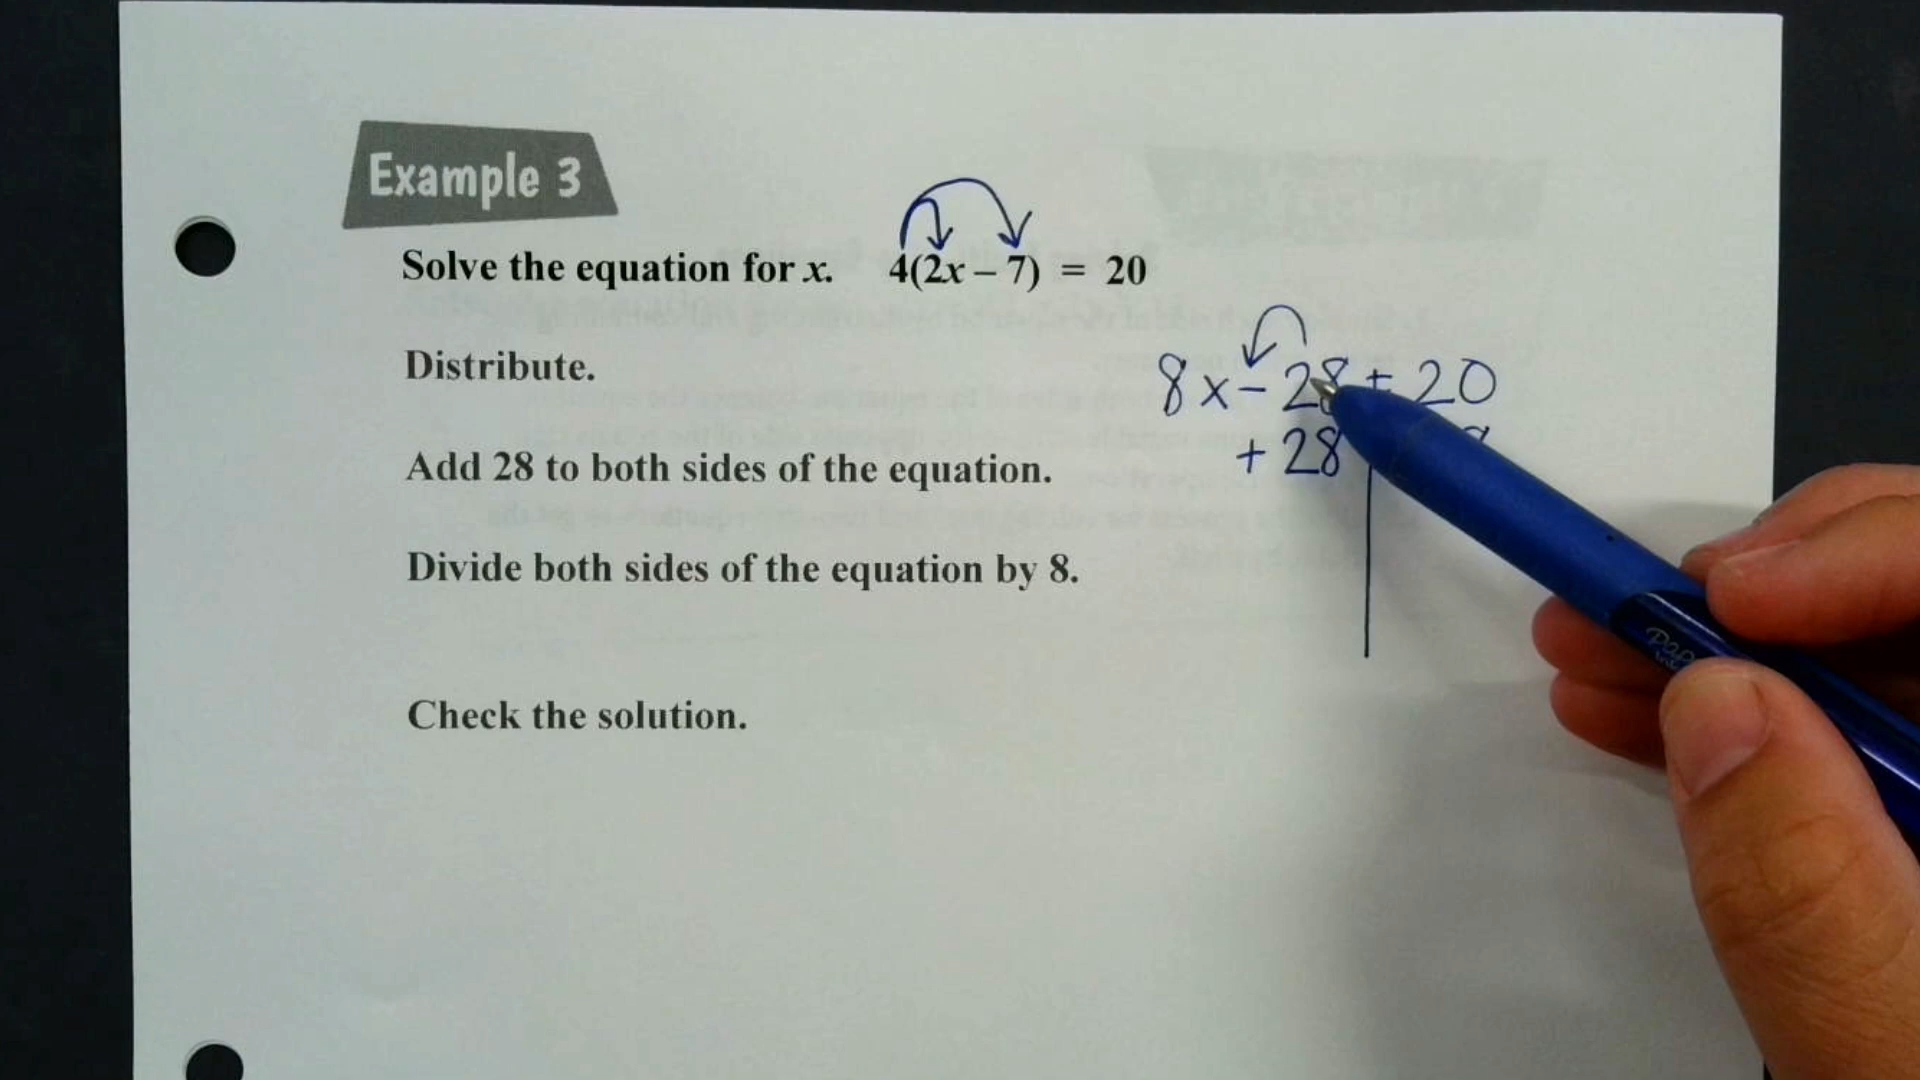 Example 3
Solve the equation for x. 4(2x – 7) = 20
Distribute.
8x - 28 = 20
Add 28 to both sides of the equation.
+ 28
Divide both sides of the equation by 8.
Check the solution.